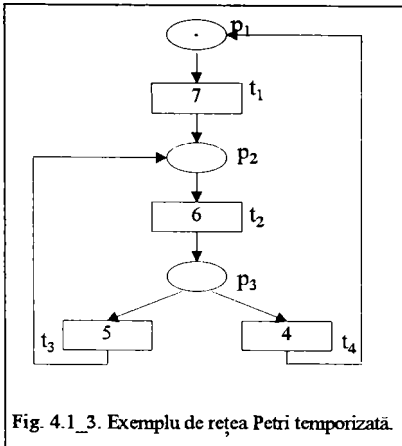 p1
7 t1
p2
6 t2
p3
t3 5 4 t4
Fig. 4.1_3. Exemplu de rețea Petri temporizată.